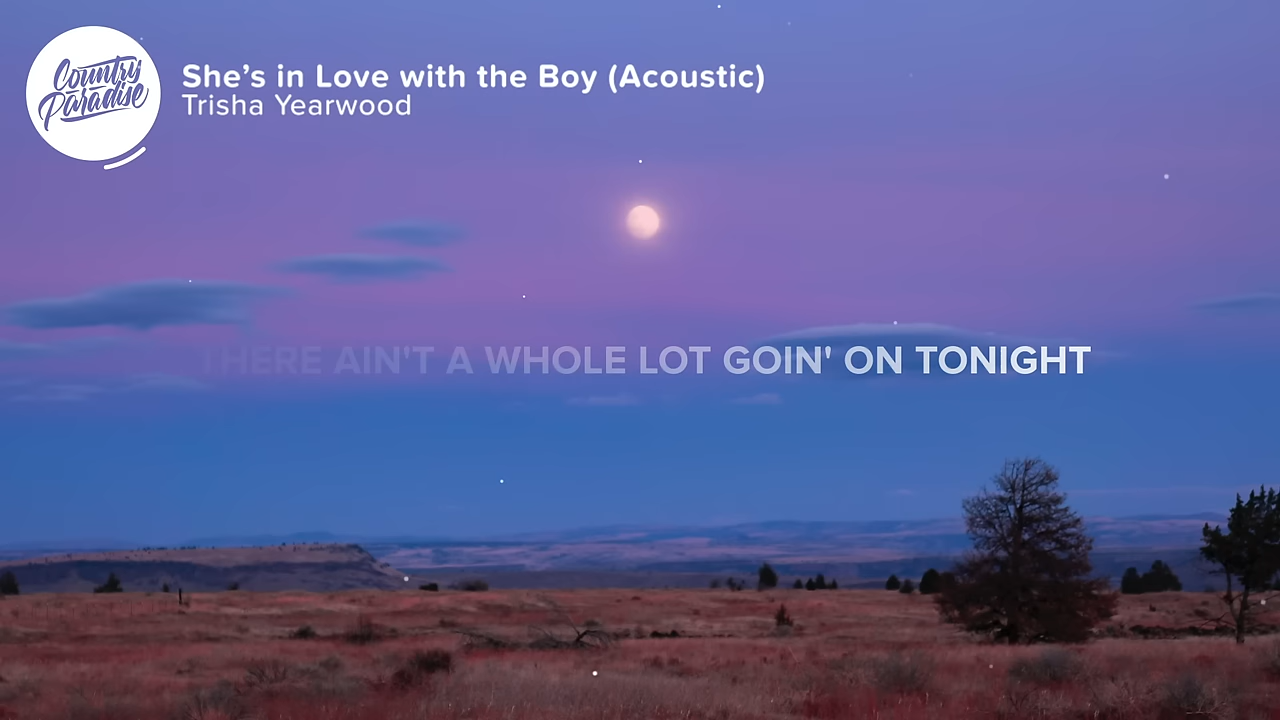 Country
Paradise
She's in Love with the Boy (Acoustic)
Trisha Yearwood
THERE AIN'T A WHOLE LOT GOIN' ON TONIGHT